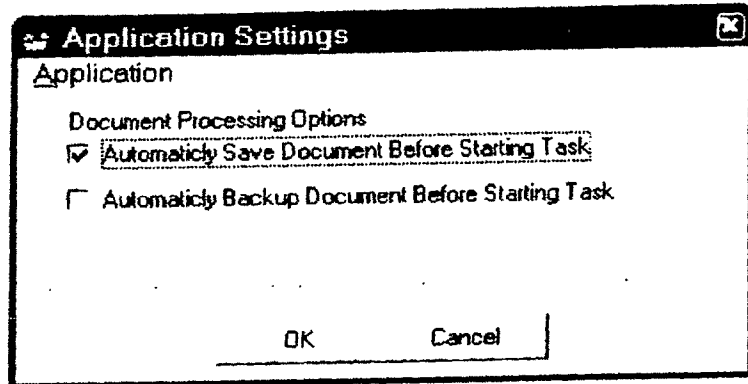 Application Settings
Application
Document Processing Options
Automaticly Save Document Before Starting Task
Automaticly Backup Document Before Starting Task
OK Cancel